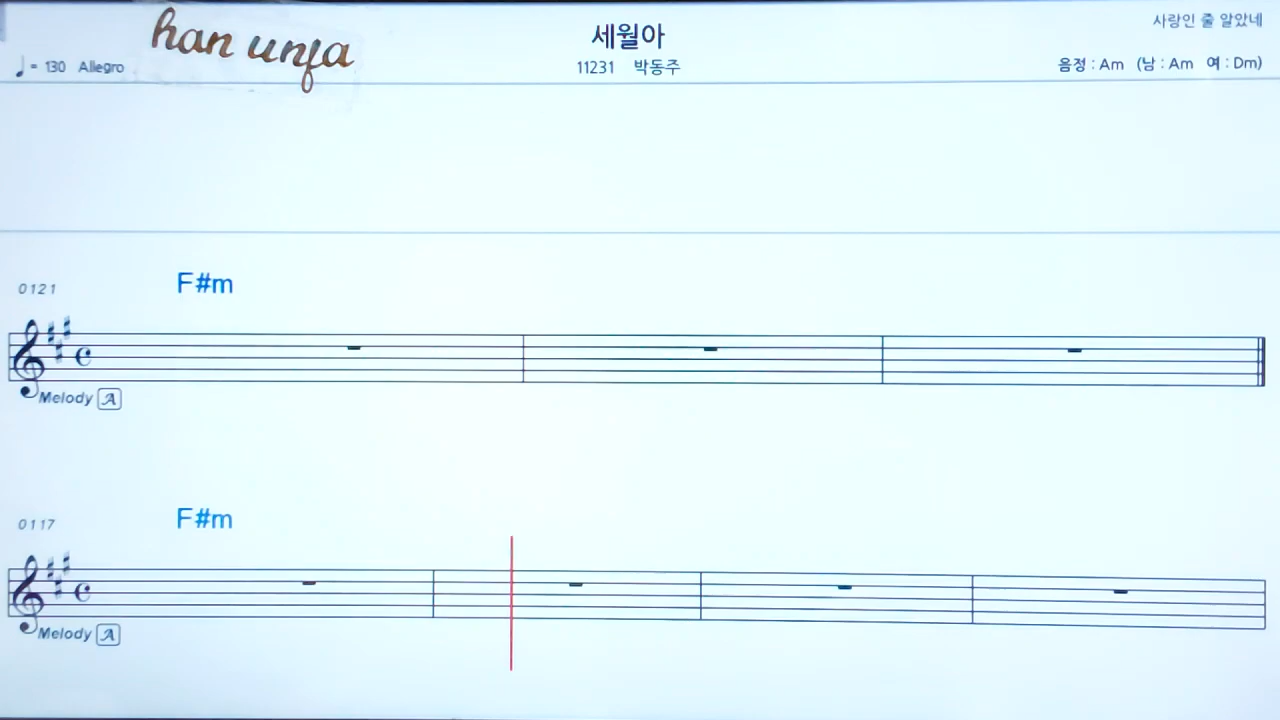 han unja
세월아
사랑인 줄 알았네
♩= 130 Allegro
11231 박동주
음정 : Am (남 : Am 여 : Dm)
0121
F#m
Melody A
0117
F#m
Melody A